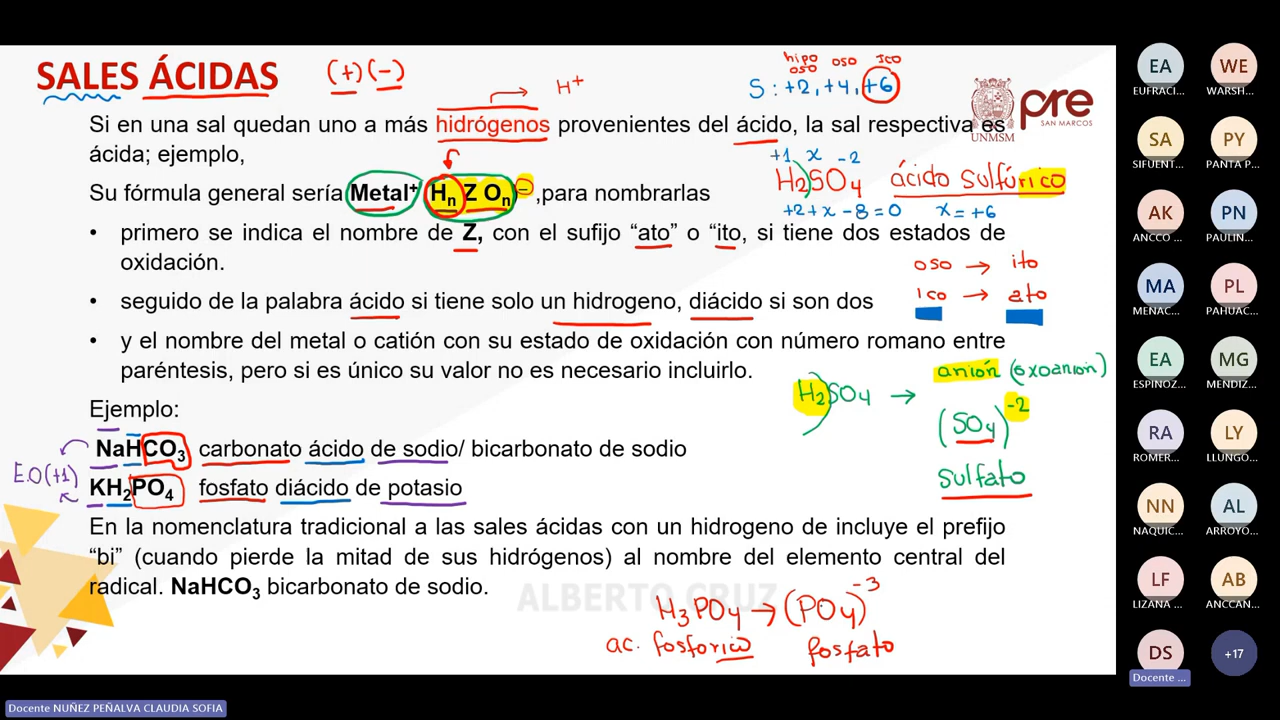 SALES ÁCIDAS (+)(-)
H+
hipo oso ico
oso
S: +2, +4, +6
pre
SAN MARCOS
UNMSM
Si en una sal quedan uno a más hidrógenos provenientes del ácido, la sal respectiva es
ácida; ejemplo,
+1 x -2
H2SO4 ácido sulfúrico
+2+x-8=0 x=+6
Su fórmula general sería Metal+ Hn Z On- ,para nombrarlas
• primero se indica el nombre de Z, con el sufijo “ato” o “ito, si tiene dos estados de
oxidación.
oso → ito
ico → ato
• seguido de la palabra ácido si tiene solo un hidrogeno, diácido si son dos
• y el nombre del metal o catión con su estado de oxidación con número romano entre
paréntesis, pero si es único su valor no es necesario incluirlo.
anión (oxoanión)
H2)SO4 → (SO4)-2
sulfato
Ejemplo:
NaHCO3 carbonato ácido de sodio/ bicarbonato de sodio
E.O(+1)
KH2PO4 fosfato diácido de potasio
En la nomenclatura tradicional a las sales ácidas con un hidrogeno de incluye el prefijo
“bi” (cuando pierde la mitad de sus hidrógenos) al nombre del elemento central del
radical. NaHCO3 bicarbonato de sodio.
ALBERTO CRUZ
H3PO4 → (PO4)-3
ac. fosforico fosfato
EA WE
EUFRACI... WARSH...
SA PY
SIFUENT... PANTA P...
AK PN
ANCCO ... PAULIN...
MA PL
MENAC... PAHUAC...
EA MG
ESPINOZ... MENDIZ...
RA LY
ROMER... LLUNGO...
NN AL
NAQUIC... ARROYO...
LF AB
LIZANA ... ANCCAN...
DS +17
Docente ...
Docente NUÑEZ PEÑALVA CLAUDIA SOFIA